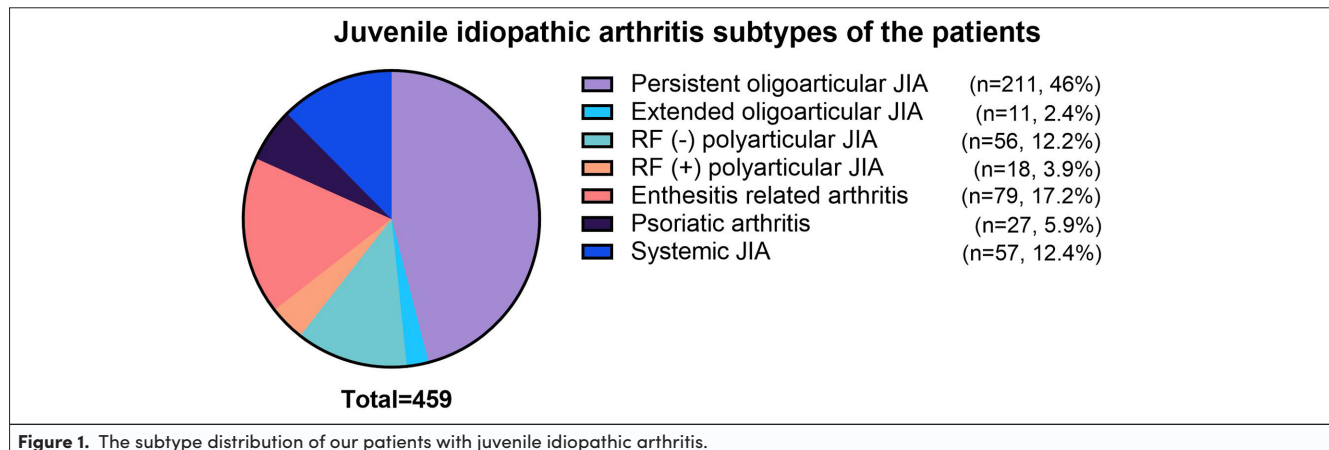 Juvenile idiopathic arthritis subtypes of the patients
Persistent oligoarticular JIA (n=211, 46%)
Extended oligoarticular JIA (n=11, 2.4%)
RF (-) polyarticular JIA (n=56, 12.2%)
RF (+) polyarticular JIA (n=18, 3.9%)
Enthesitis related arthritis (n=79, 17.2%)
Psoriatic arthritis (n=27, 5.9%)
Systemic JIA (n=57, 12.4%)
Total=459
Figure 1. The subtype distribution of our patients with juvenile idiopathic arthritis.